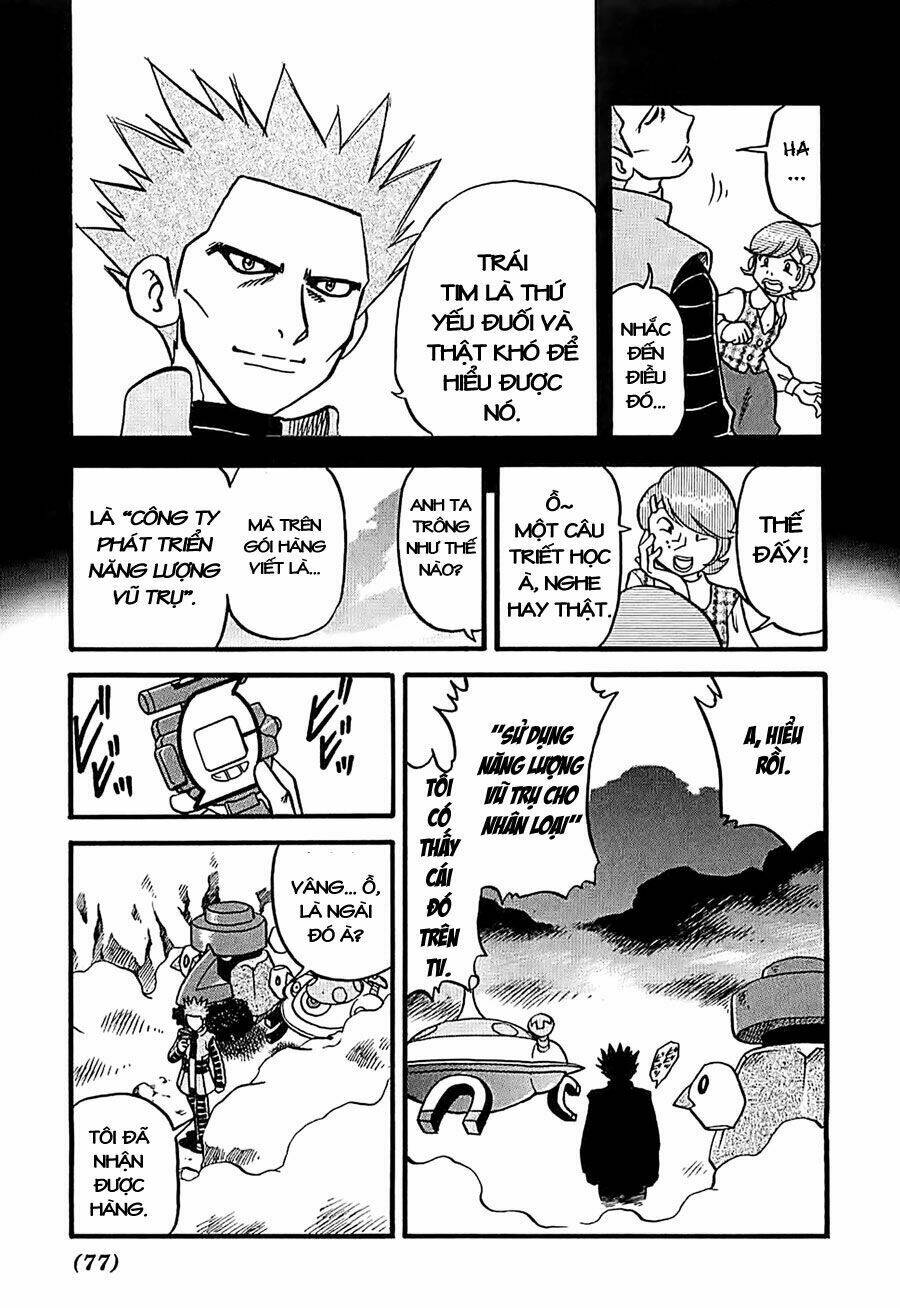 HA
...
NHẮC
ĐẾN
ĐIỀU
ĐÓ...
TRÁI
TIM LÀ THỨ
YẾU ĐUỐI VÀ
THẬT KHÓ ĐỂ
HIỂU ĐƯỢC
NÓ.
THẾ
ĐẤY!
Ồ~
MỘT CÂU
TRIẾT HỌC
À, NGHE
HAY THẬT.
ANH TA
TRÔNG
NHƯ THẾ
NÀO?
MÀ TRÊN
GÓI HÀNG
VIẾT LÀ...
LÀ "CÔNG TY
PHÁT TRIỂN
NĂNG LƯỢNG
VŨ TRỤ".
A, HIỂU
RỒI.
"SỬ DỤNG
NĂNG LƯỢNG
VŨ TRỤ CHO
NHÂN LOẠI"
TÔI
CÓ
THẤY
CÁI
ĐÓ
TRÊN
TV.
VÂNG... Ồ,
LÀ NGÀI
ĐÓ À?
TÔI ĐÃ
NHẬN
ĐƯỢC
HÀNG.
(77)